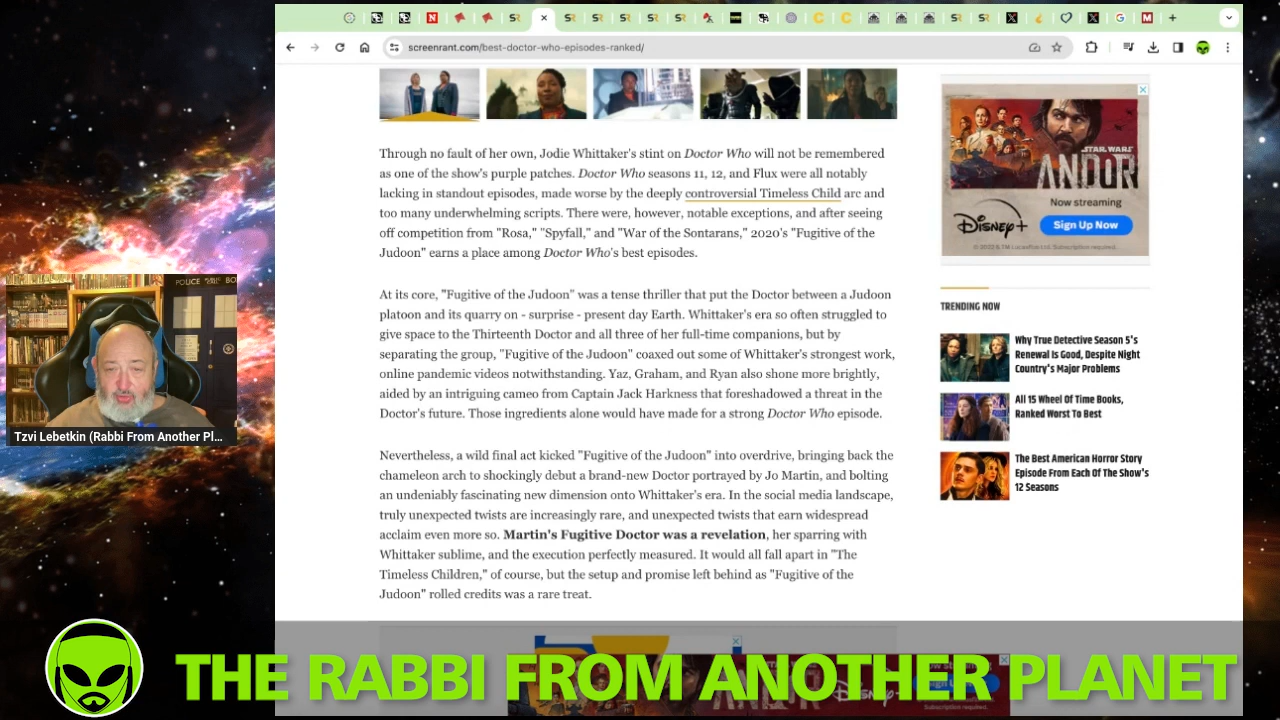 screenrant.com/best-doctor-who-episodes-ranked/
Through no fault of her own, Jodie Whittaker's stint on Doctor Who will not be remembered
as one of the show's purple patches. Doctor Who seasons 11, 12, and Flux were all notably
lacking in standout episodes, made worse by the deeply controversial Timeless Child arc and
too many underwhelming scripts. There were, however, notable exceptions, and after seeing
off competition from "Rosa," "Spyfall," and "War of the Sontarans," 2020's "Fugitive of the
Judoon" earns a place among Doctor Who's best episodes.
At its core, "Fugitive of the Judoon" was a tense thriller that put the Doctor between a Judoon
platoon and its quarry on - surprise - present day Earth. Whittaker's era so often struggled to
give space to the Thirteenth Doctor and all three of her full-time companions, but by
separating the group, "Fugitive of the Judoon" coaxed out some of Whittaker's strongest work,
online pandemic videos notwithstanding. Yaz, Graham, and Ryan also shone more brightly,
aided by an intriguing cameo from Captain Jack Harkness that foreshadowed a threat in the
Doctor's future. Those ingredients alone would have made for a strong Doctor Who episode.
Nevertheless, a wild final act kicked "Fugitive of the Judoon" into overdrive, bringing back the
chameleon arch to shockingly debut a brand-new Doctor portrayed by Jo Martin, and bolting
an undeniably fascinating new dimension onto Whittaker's era. In the social media landscape,
truly unexpected twists are increasingly rare, and unexpected twists that earn widespread
acclaim even more so. Martin's Fugitive Doctor was a revelation, her sparring with
Whittaker sublime, and the execution perfectly measured. It would all fall apart in "The
Timeless Children," of course, but the setup and promise left behind as "Fugitive of the
Judoon" rolled credits was a rare treat.
STAR WARS
ANDOR
Now streaming
Disney+
Sign Up Now
TRENDING NOW
Why True Detective Season 5's
Renewal Is Good, Despite Night
Country's Major Problems
All 15 Wheel Of Time Books,
Ranked Worst To Best
The Best American Horror Story
Episode From Each Of The Show's
12 Seasons
POLICE
BO
Tzvi Lebetkin (Rabbi From Another Pl...
THE RABBI FROM ANOTHER PLANET